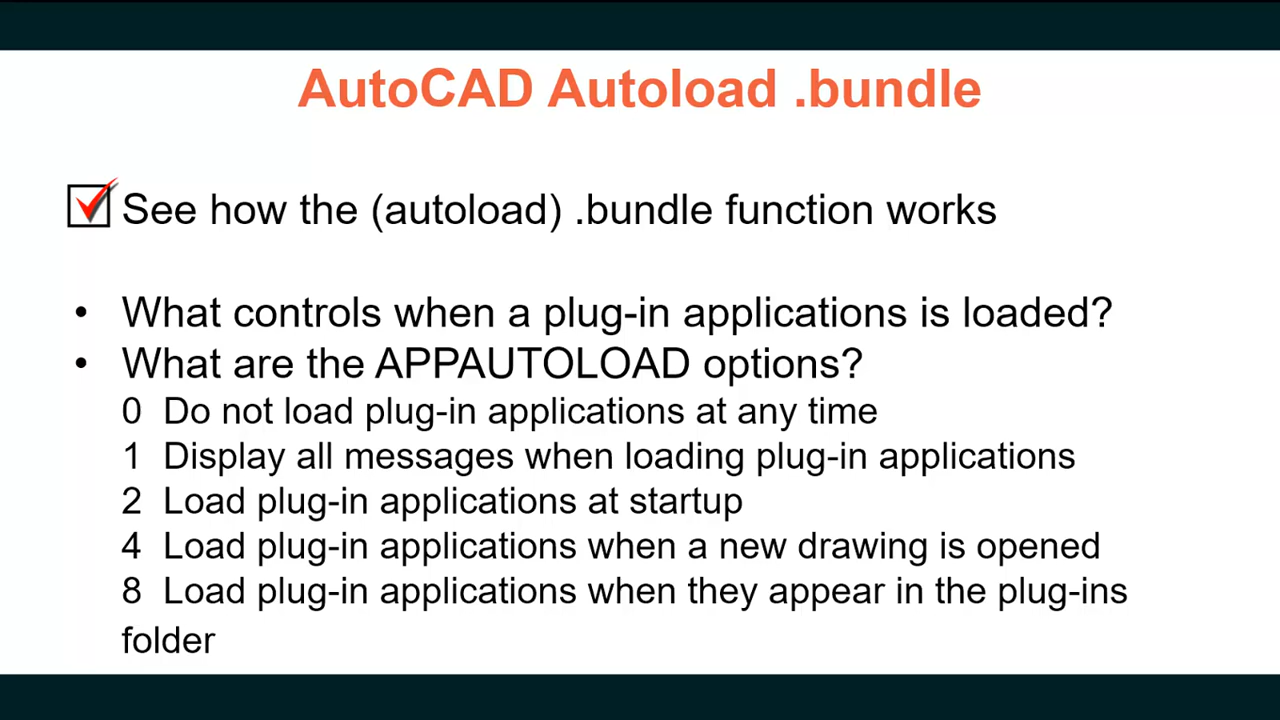 AutoCAD Autoload .bundle
See how the (autoload) .bundle function works
• What controls when a plug-in applications is loaded?
• What are the APPAUTOLOAD options?
0 Do not load plug-in applications at any time
1 Display all messages when loading plug-in applications
2 Load plug-in applications at startup
4 Load plug-in applications when a new drawing is opened
8 Load plug-in applications when they appear in the plug-ins
folder